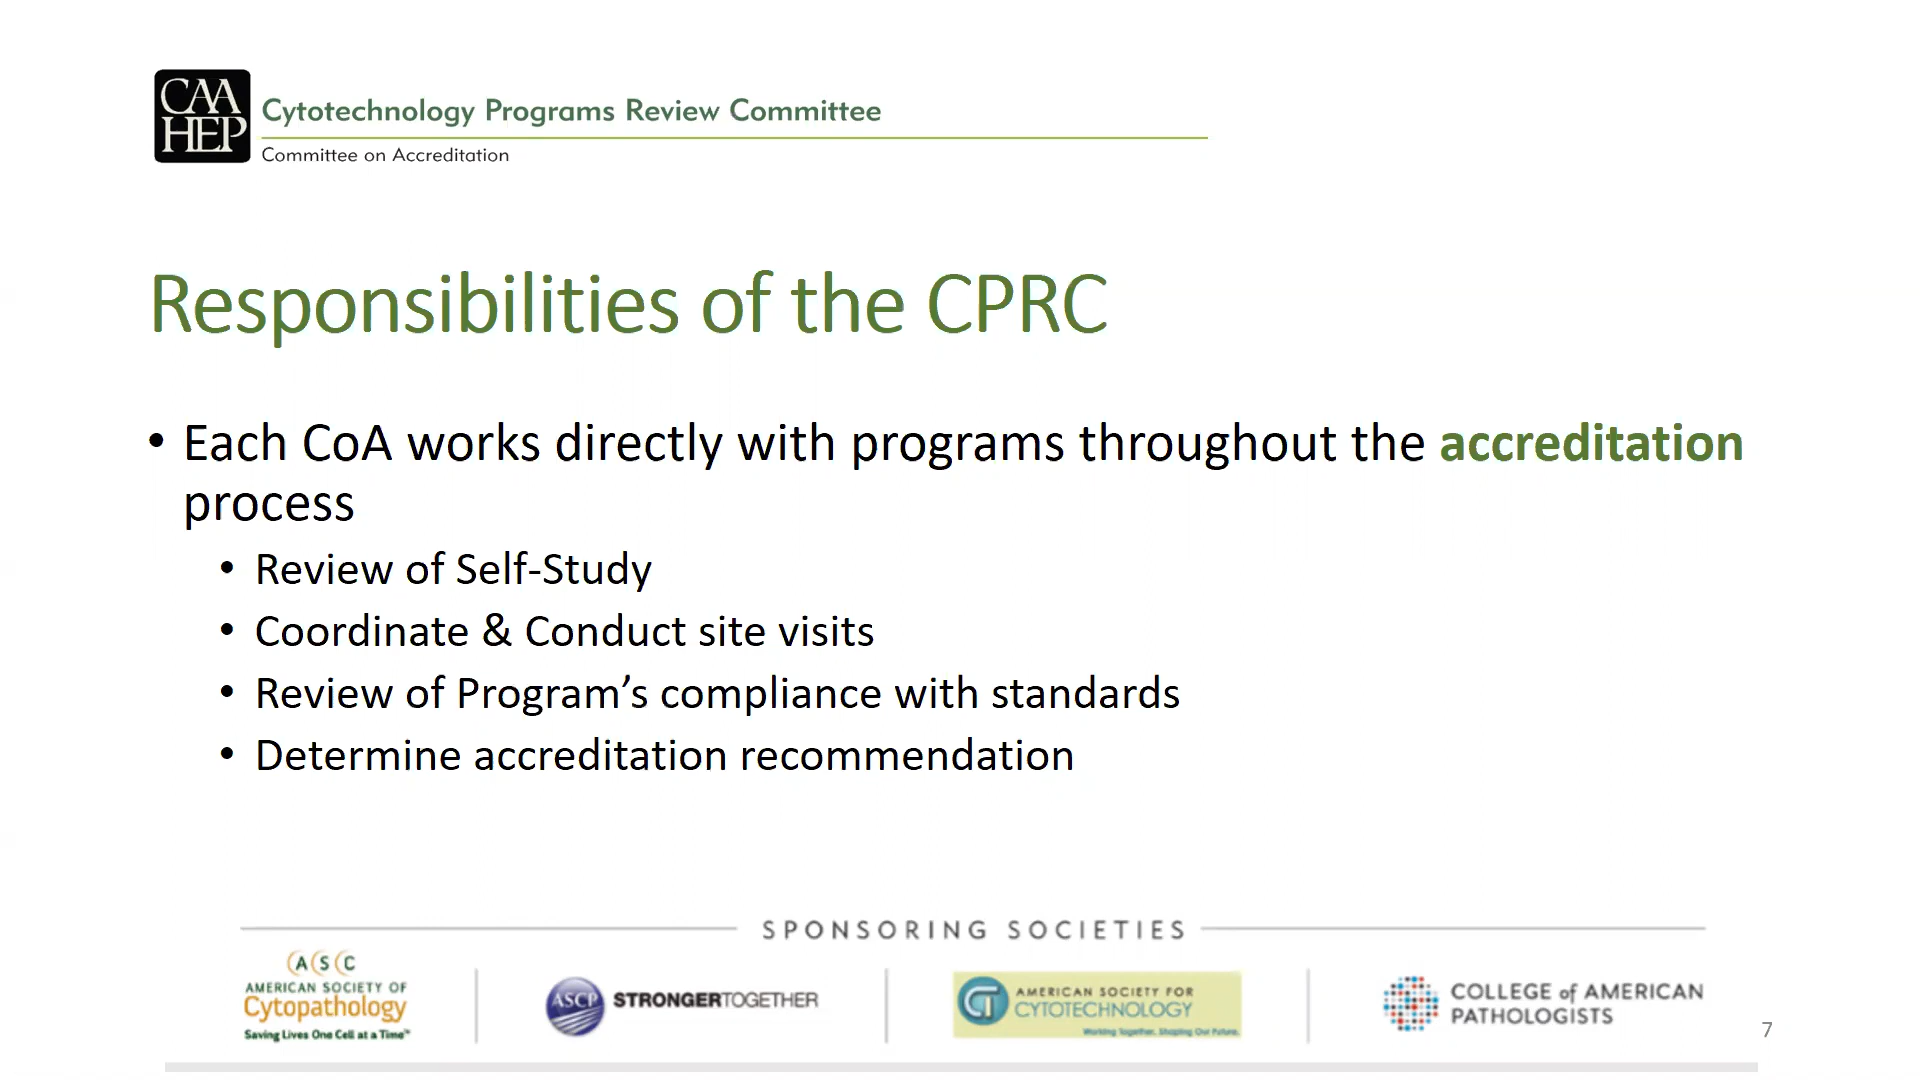 CAA
HEP
Cytotechnology Programs Review Committee
Committee on Accreditation
Responsibilities of the CPRC
• Each CoA works directly with programs throughout the accreditation
process
• Review of Self-Study
• Coordinate & Conduct site visits
• Review of Program’s compliance with standards
• Determine accreditation recommendation
SPONSORING SOCIETIES
ASC
AMERICAN SOCIETY OF
Cytopathology
Saving Lives One Cell at a Time™
ASCP STRONGERTOGETHER
CT
AMERICAN SOCIETY FOR
CYTOTECHNOLOGY
Working Together. Shaping Our Future.
COLLEGE of AMERICAN
PATHOLOGISTS
7